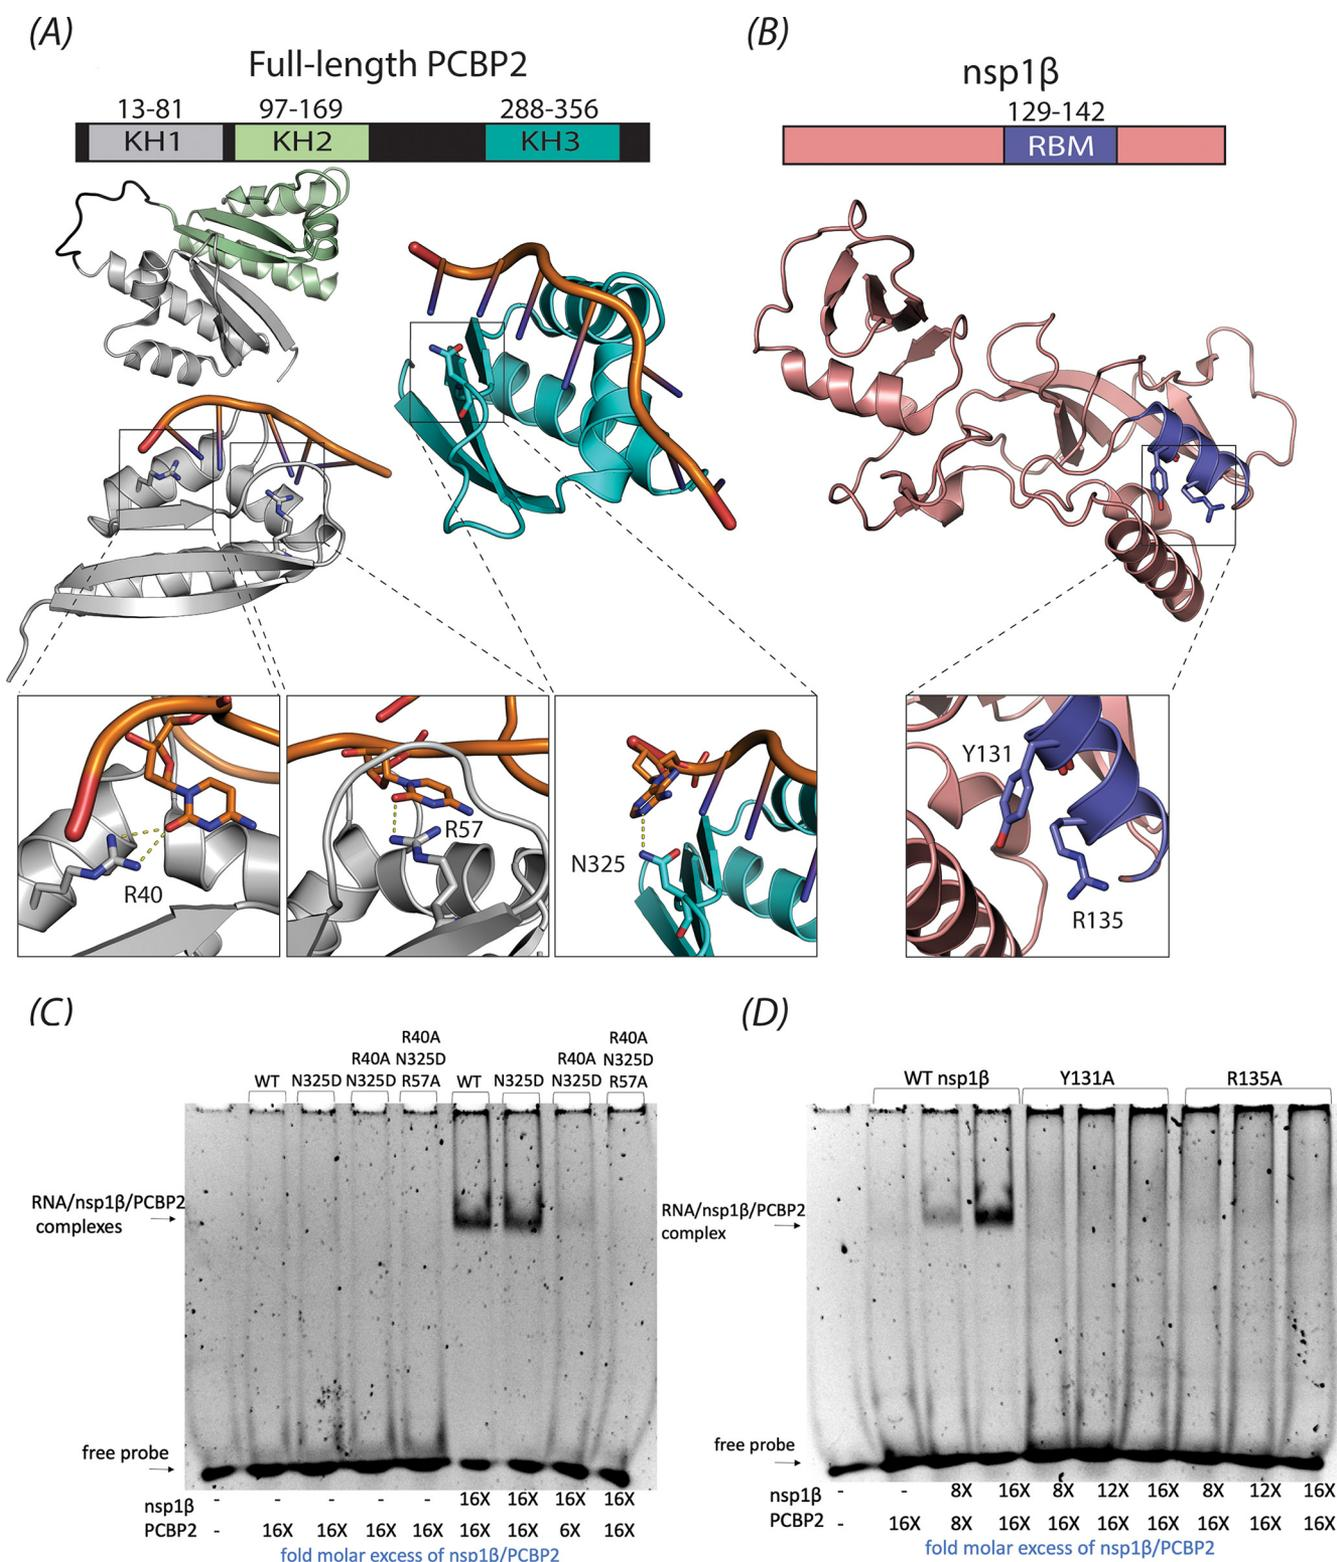 (A)
Full-length PCBP2
13-81 97-169 288-356
KH1 KH2 KH3
(B)
nsp1β
129-142
RBM
R40
R57
N325
Y131
R135
(C)
R40A R40A
R40A N325D R40A N325D
WT N325D N325D R57A WT N325D N325D R57A
RNA/nsp1β/PCBP2
complexes
free probe
nsp1β - - - - - 16X 16X 16X 16X
PCBP2 - 16X 16X 16X 16X 16X 16X 6X 16X
fold molar excess of nsp1β/PCBP2
(D)
WT nsp1β Y131A R135A
RNA/nsp1β/PCBP2
complex
free probe
nsp1β - - 8X 16X 8X 12X 16X 8X 12X 16X
PCBP2 - 16X 8X 16X 16X 16X 16X 16X 16X 16X
fold molar excess of nsp1β/PCBP2